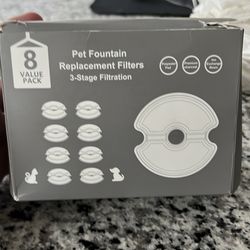 8
VALUE
PACK
Pet Fountain
Replacement Filters
3-Stage Filtration